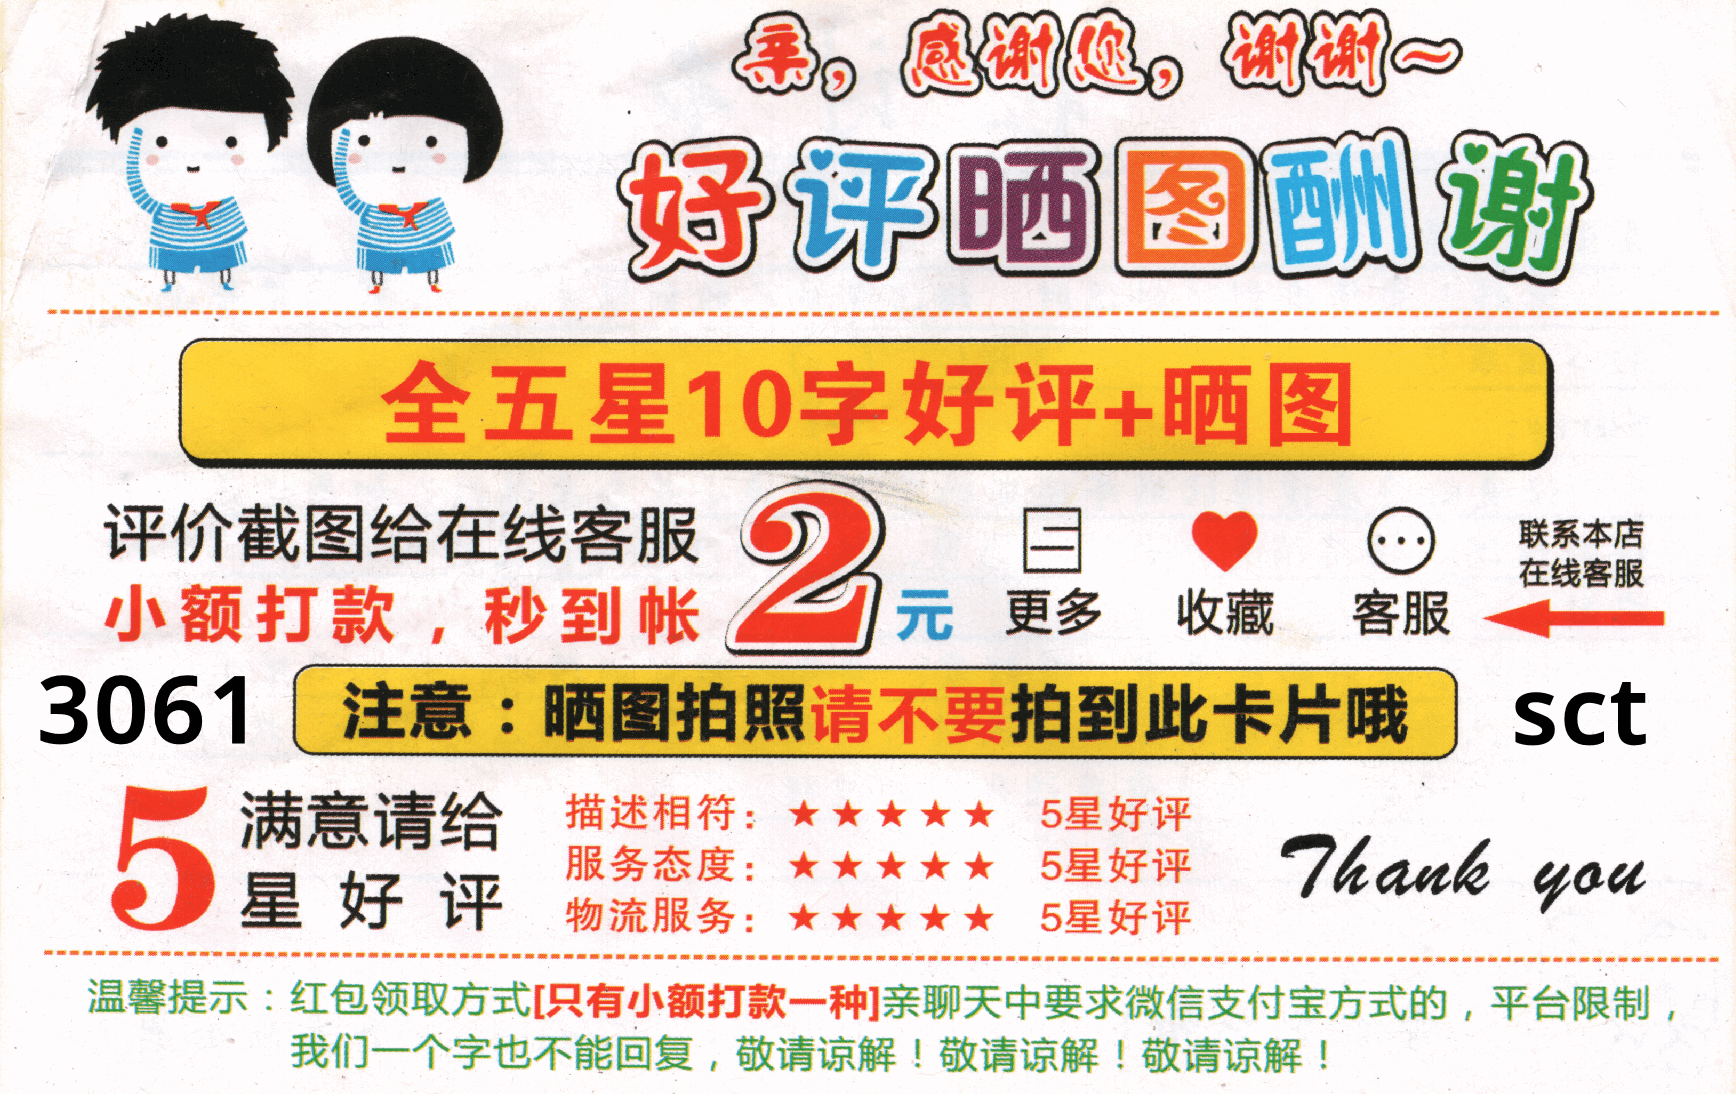 亲，感谢您，谢谢~
好评晒图酬谢
全五星10字好评+晒图
评价截图给在线客服
小额打款，秒到帐
2元
更多
收藏
客服
联系本店
在线客服
3061
注意：晒图拍照请不要拍到此卡片哦
sct
5
满意请给
星好评
描述相符：★★★★★ 5星好评
服务态度：★★★★★ 5星好评
物流服务：★★★★★ 5星好评
Thank you
温馨提示：红包领取方式[只有小额打款一种]亲聊天中要求微信支付宝方式的，平台限制，
我们一个字也不能回复，敬请谅解！敬请谅解！敬请谅解！